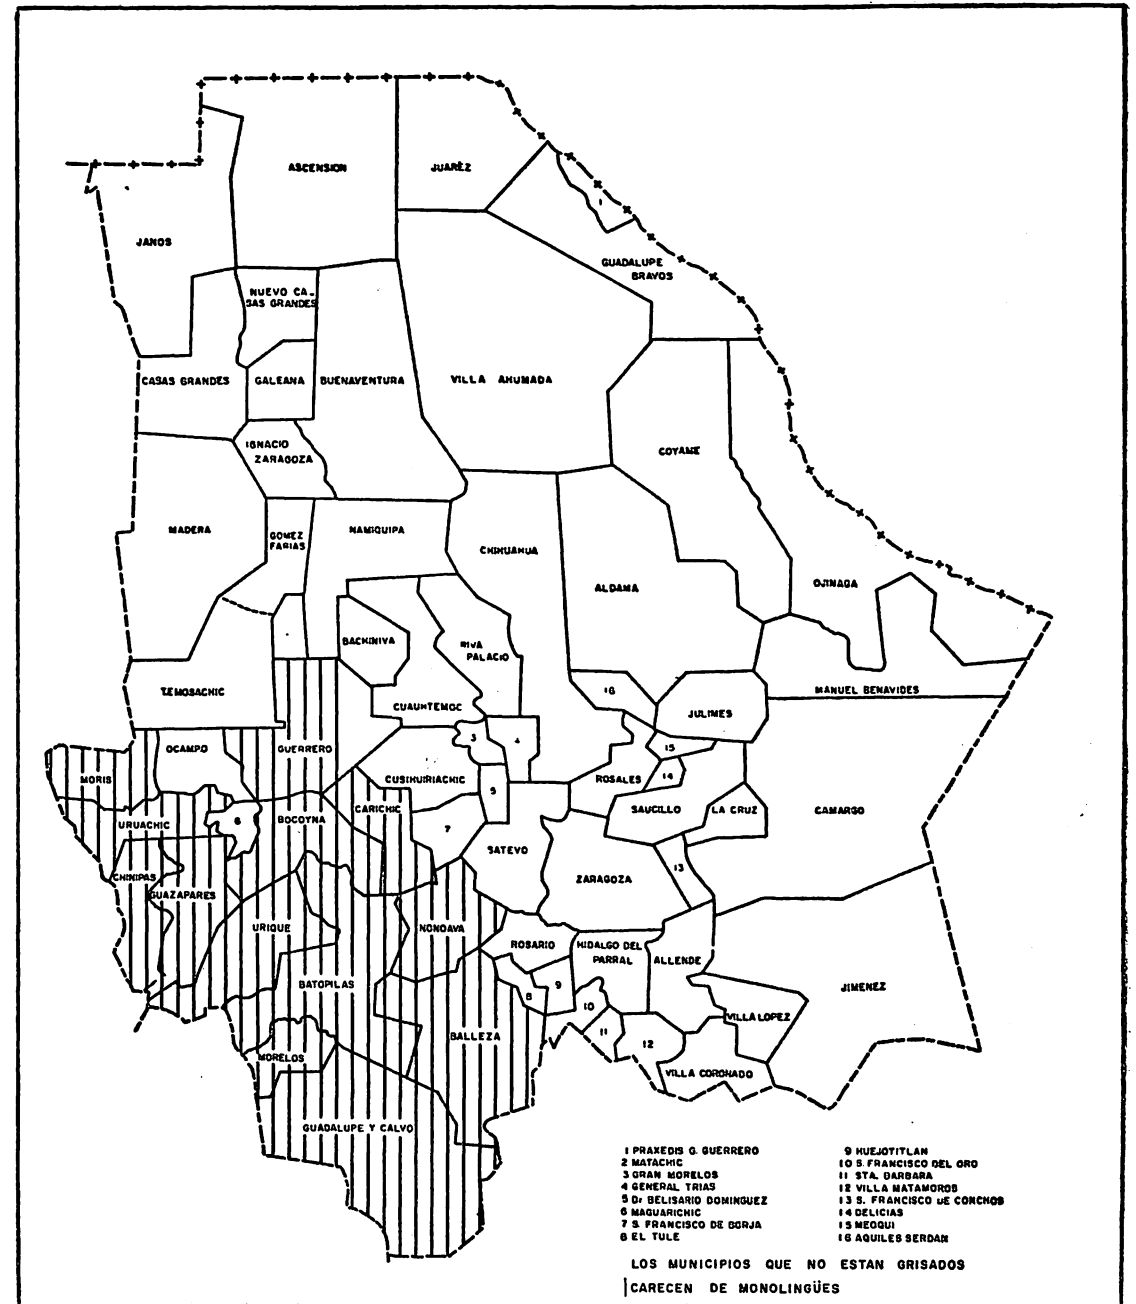 ASCENSION
JUARÈZ
1
JANOS
GUADALUPE
BRAVOS
NUEVO CA-
SAS GRANDES
CASAS GRANDES
GALEANA
BUENAVENTURA
VILLA AHUMADA
IGNACIO
ZARAGOZA
COYAME
MADERA
GOMEZ
FARIAS
NAMIQUIPA
CHIHUAHUA
ALDAMA
OJINAGA
2
BACHINIVA
RIVA
PALACIO
TEMOSACHIC
CUAUHTEMOC
16
JULIMES
MANUEL BENAVIDES
OCAMPO
GUERRERO
3
4
15
MORIS
CUSIHUIRIACHIC
5
ROSALES
14
CARICHIC
SAUCILLO
LA CRUZ
CAMARGO
URUACHIC
6
BOCOYNA
7
SATEVO
CHINIPAS
GUAZAPARES
ZARAGOZA
13
URIQUE
NONOAVA
ROSARIO
HIDALGO DEL
PARRAL
ALLENDE
BATOPILAS
8
9
JIMENEZ
10
VILLA LOPEZ
BALLEZA
11
12
MORELOS
VILLA CORONADO
GUADALUPE Y CALVO
1 PRAXEDIS G. GUERRERO
2 MATACHIC
3 GRAN MORELOS
4 GENERAL TRIAS
5 Dr BELISARIO DOMINGUEZ
6 MAGUARICHIC
7 S. FRANCISCO DE BORJA
8 EL TULE
9 HUEJOTITLAN
10 S. FRANCISCO DEL ORO
11 STA. BARBARA
12 VILLA MATAMOROS
13 S. FRANCISCO DE CONCHOS
14 DELICIAS
15 MEOQUI
16 AQUILES SERDAN
LOS MUNICIPIOS QUE NO ESTAN GRISADOS
CARECEN DE MONOLINGÜES